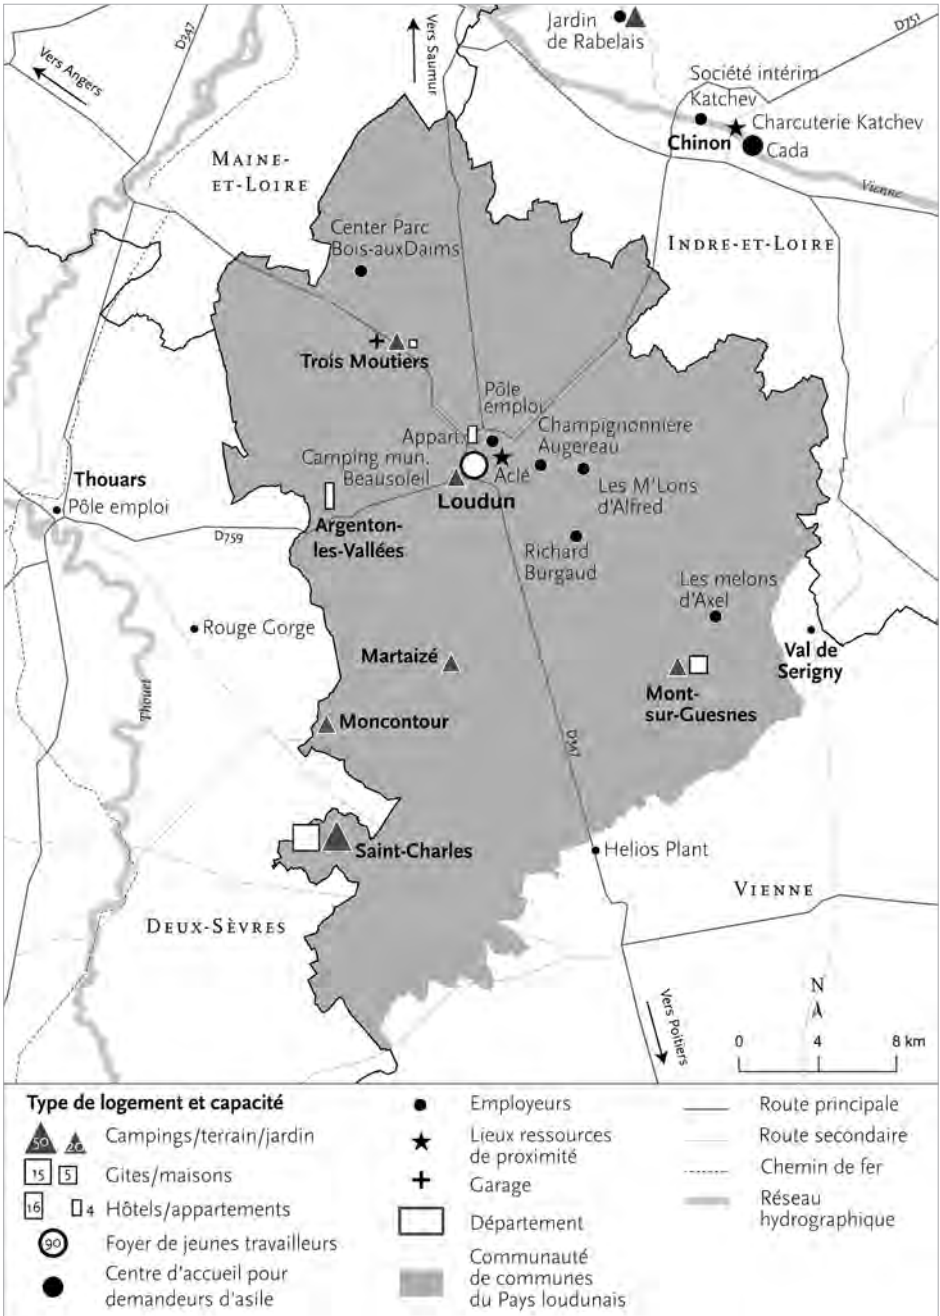 D347
Vers Angers
Vers Saumur
Jardin
de Rabelais
D751
Société intérim
Katchev
Charcuterie Katchev
Chinon
Cada
Vienne
MAINE-
ET-LOIRE
INDRE-ET-LOIRE
Center Parc
Bois-auxDaims
Trois Moutiers
Pôle
emploi
Appart.
Champignonnière
Augereau
Camping mun.
Beausoleil
Aclé
Loudun
Les M'Lons
d'Alfred
Thouars
Pôle emploi
Argenton-
les-Vallées
D759
Richard
Burgaud
Les melons
d'Axel
Rouge Gorge
Martaizé
Val de
Serigny
Mont-
sur-Guesnes
Thouet
Moncontour
D347
Saint-Charles
Helios Plant
VIENNE
DEUX-SÈVRES
Vers Poitiers
N
0 4 8 km
Type de logement et capacité
50 20 Campings/terrain/jardin
15 5 Gites/maisons
16 4 Hôtels/appartements
90 Foyer de jeunes travailleurs
Centre d'accueil pour
demandeurs d'asile
Employeurs
Lieux ressources
de proximité
Garage
Département
Communauté
de communes
du Pays loudunais
Route principale
Route secondaire
Chemin de fer
Réseau
hydrographique